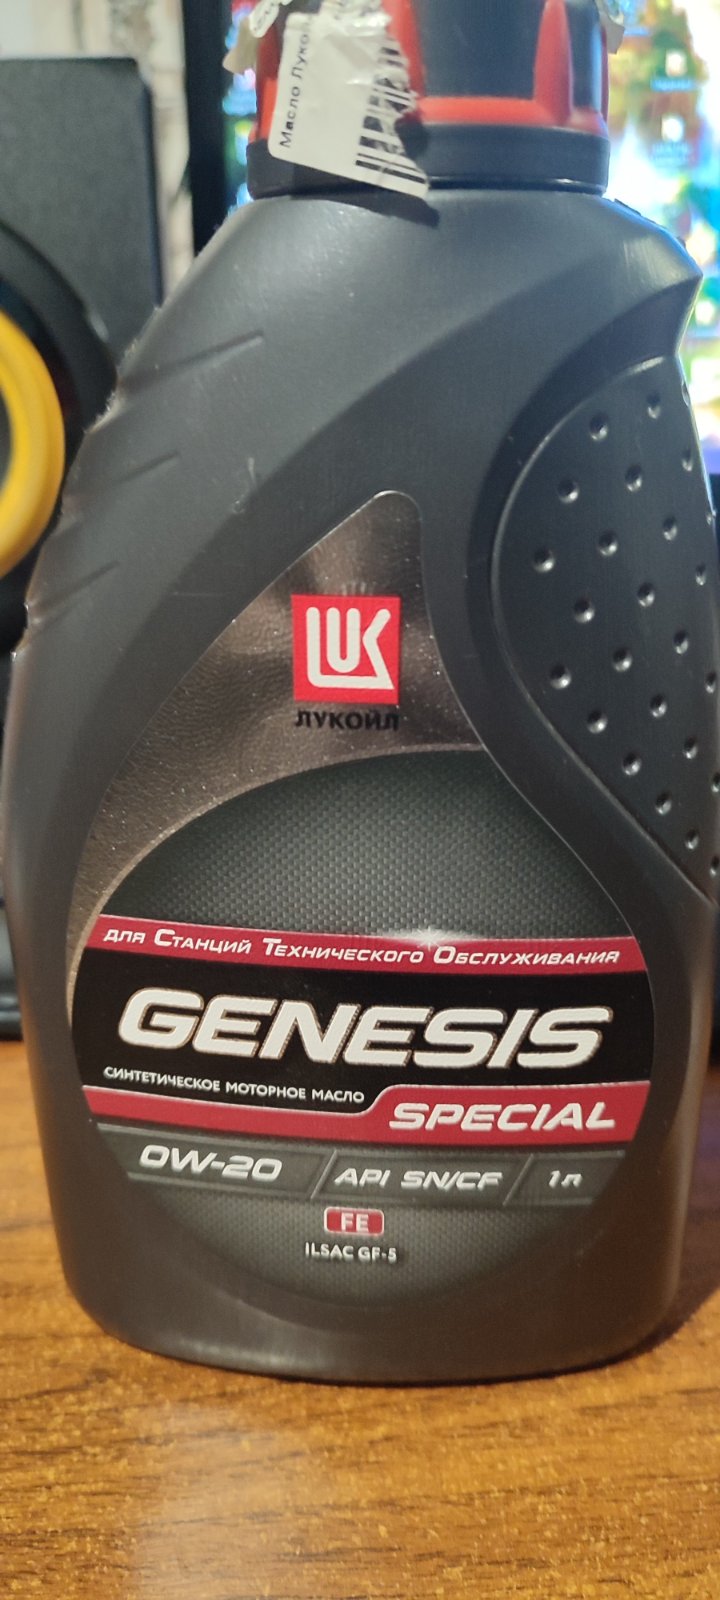 Масло Луко
LUK
ЛУКОЙЛ
для Станций Технического Обслуживания
GENESIS
СИНТЕТИЧЕСКОЕ МОТОРНОЕ МАСЛО
SPECIAL
0W-20
API SN/CF
1л
FE
ILSAC GF-5